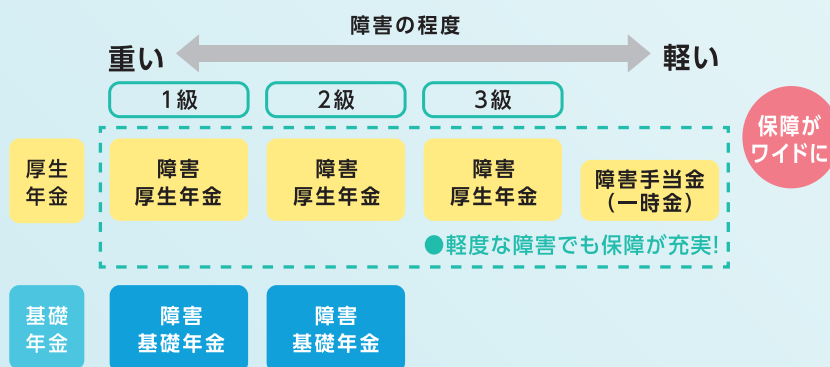 障害の程度
重い
軽い
1級
2級
3級
保障が
ワイドに
厚生
年金
障害
厚生年金
障害
厚生年金
障害
厚生年金
障害手当金
（一時金）
●軽度な障害でも保障が充実!
基礎
年金
障害
基礎年金
障害
基礎年金